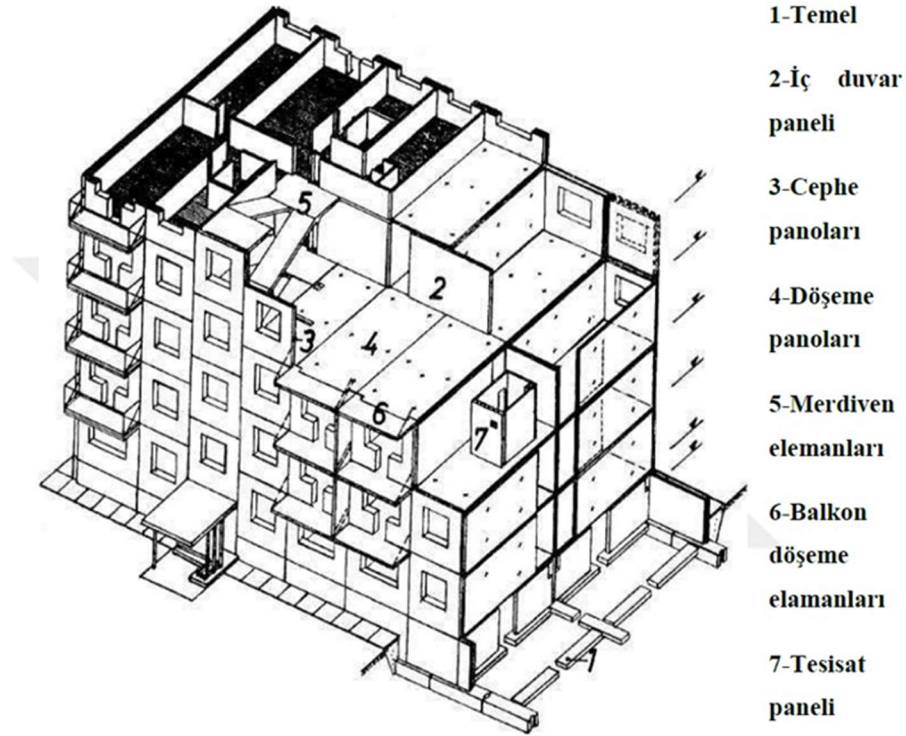 1-Temel
2-İç duvar
paneli
3-Cephe
panoları
4-Döşeme
panoları
5-Merdiven
elemanları
6-Balkon
döşeme
elamanları
7-Tesisat
paneli
5
2
3
4
6
7
1